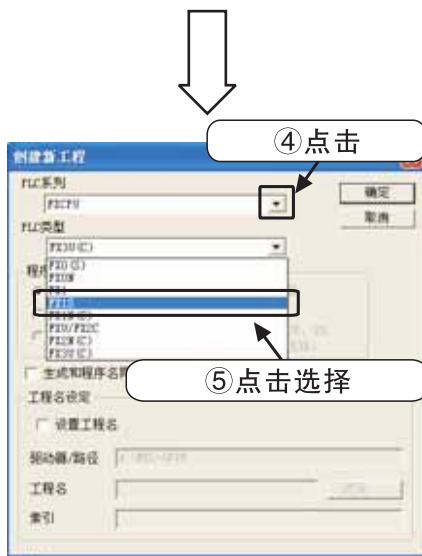 ④点击
创建新工程
PLC系列
FXCPU
确定
取消
PLC类型
FX3U(C)
FX0(S)
FX0N
FX1
FX1S
FX1N(C)
FXU/FX2C
FX2N(C)
FX3U(C)
⑤点击选择
生成和程序名
工程名设定
设置工程名
驱动器/路径
工程名
索引